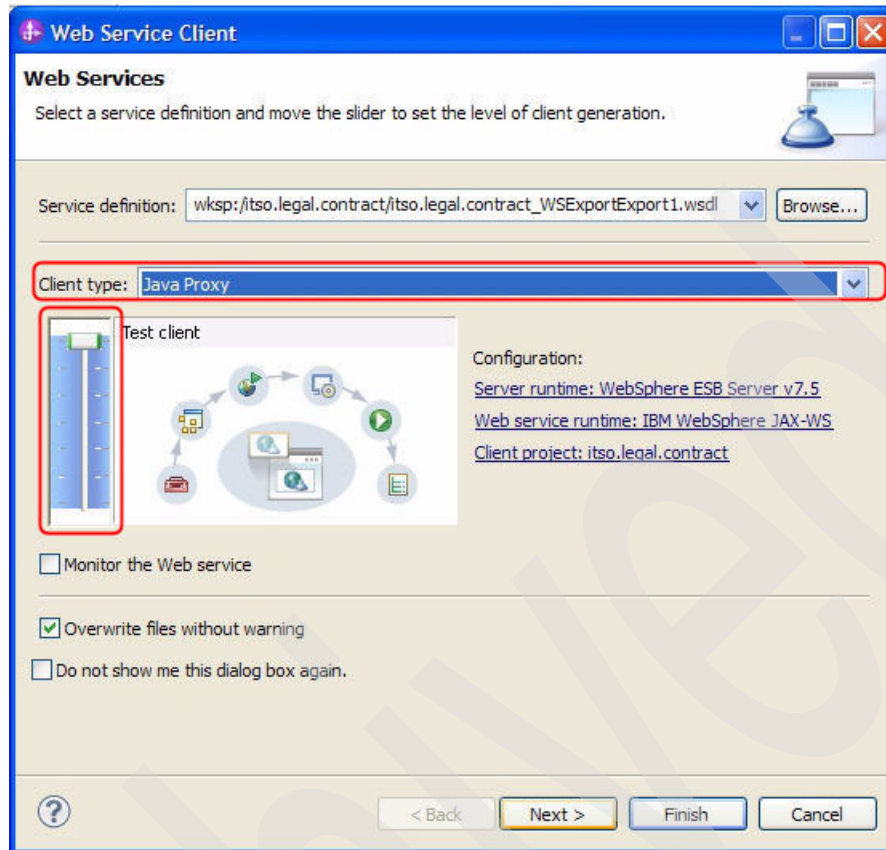 Web Service Client
Web Services
Select a service definition and move the slider to set the level of client generation.
Service definition: wksp:/itso.legal.contract/itso.legal.contract_WSExportExport1.wsdl Browse...
Client type: Java Proxy
Test client
Configuration:
Server runtime: WebSphere ESB Server v7.5
Web service runtime: IBM WebSphere JAX-WS
Client project: itso.legal.contract
Monitor the Web service
Overwrite files without warning
Do not show me this dialog box again.
? < Back Next > Finish Cancel